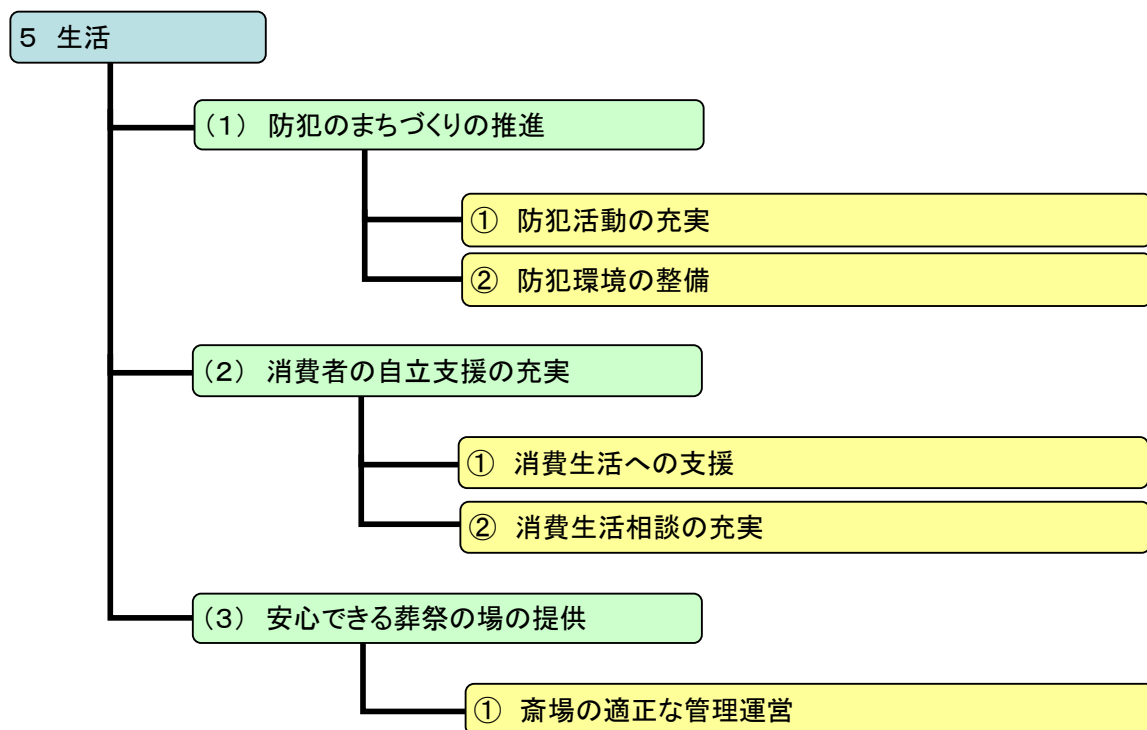 ５　生活
（１）　防犯のまちづくりの推進
①　防犯活動の充実
②　防犯環境の整備
（２）　消費者の自立支援の充実
①　消費生活への支援
②　消費生活相談の充実
（３）　安心できる葬祭の場の提供
①　斎場の適正な管理運営